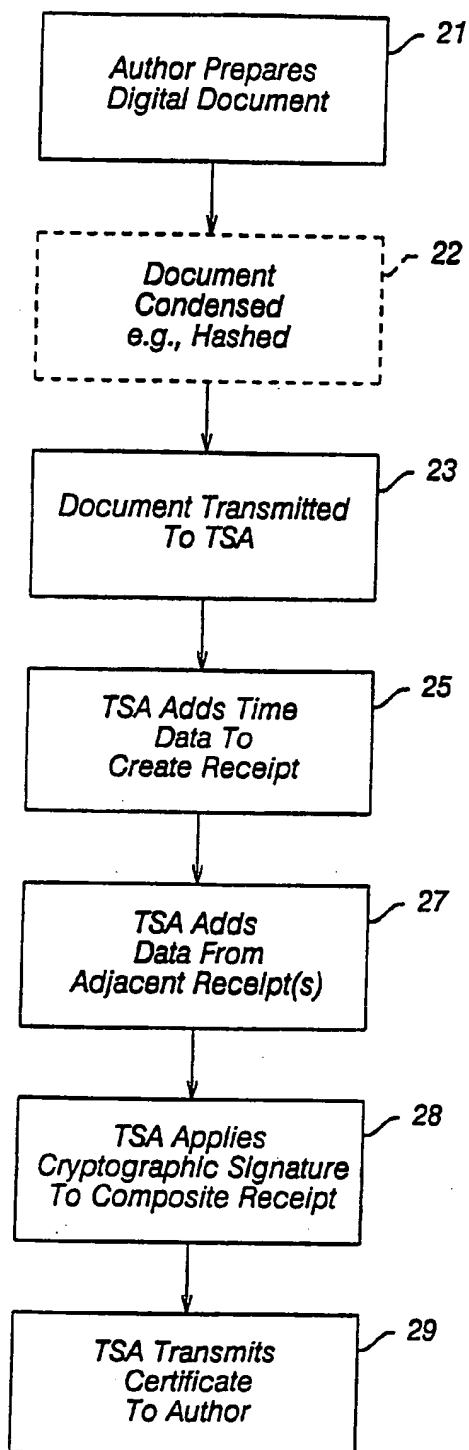 21
Author Prepares
Digital Document
22
Document
Condensed
e.g., Hashed
23
Document Transmitted
To TSA
25
TSA Adds Time
Data To
Create Receipt
27
TSA Adds
Data From
Adjacent Receipt(s)
28
TSA Applies
Cryptographic Signature
To Composite Receipt
29
TSA Transmits
Certificate
To Author